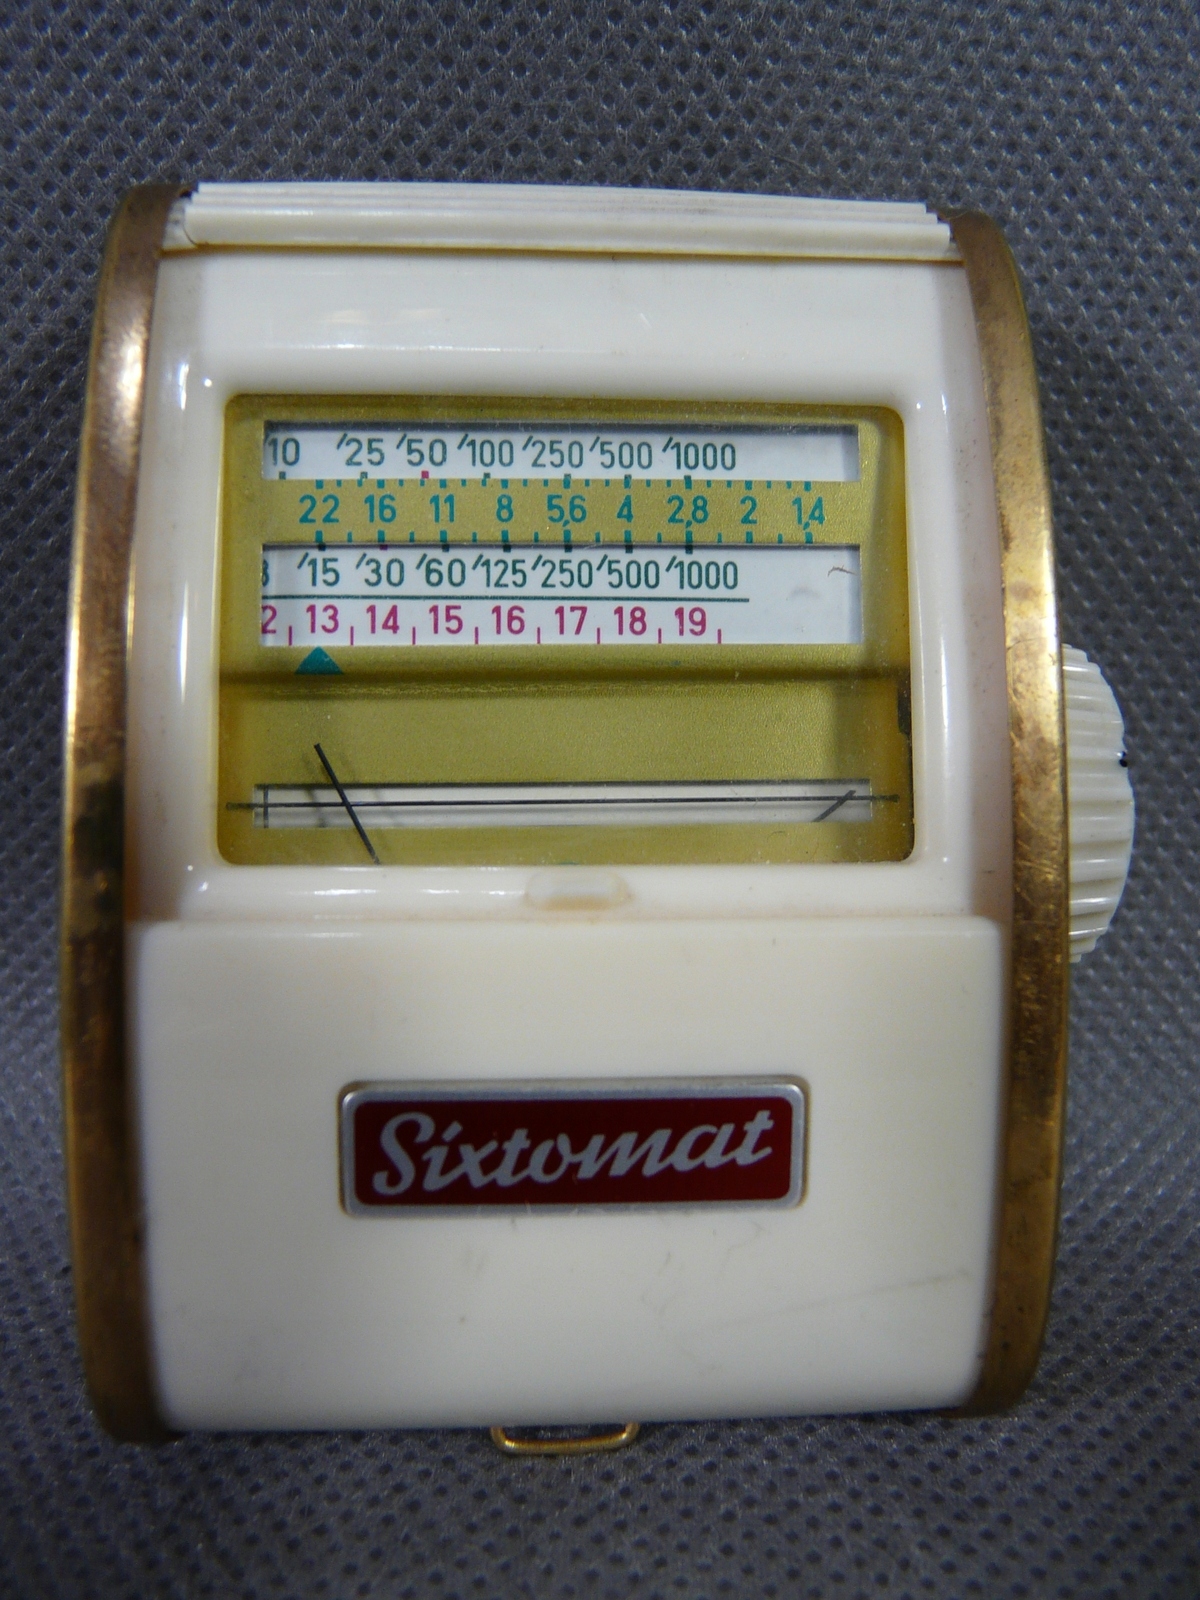 10 ⁄25 ⁄50 ⁄100 ⁄250 ⁄500 ⁄1000
22 16 11 8 5,6 4 2,8 2 1,4
⁄15 ⁄30 ⁄60 ⁄125 ⁄250 ⁄500 ⁄1000
2 13 14 15 16 17 18 19
Sixtomat